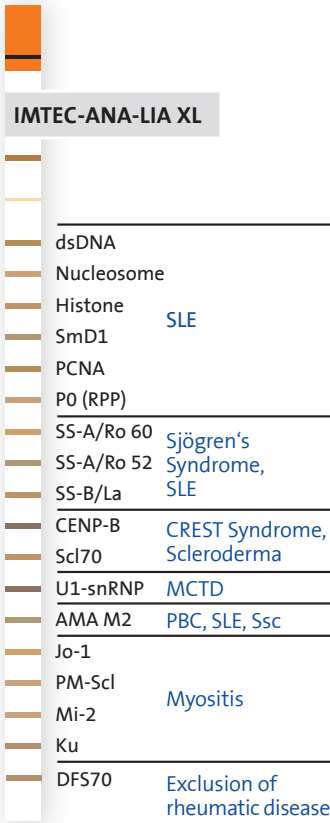 IMTEC-ANA-LIA XL
dsDNA
Nucleosome
Histone
SLE
SmD1
PCNA
P0 (RPP)
SS-A/Ro 60
Sjögren‘s
SS-A/Ro 52
Syndrome,
SS-B/La
SLE
CENP-B
CREST Syndrome,
Scl70
Scleroderma
U1-snRNP MCTD
AMA M2 PBC, SLE, Ssc
Jo-1
PM-Scl
Myositis
Mi-2
Ku
DFS70
Exclusion of
rheumatic disease